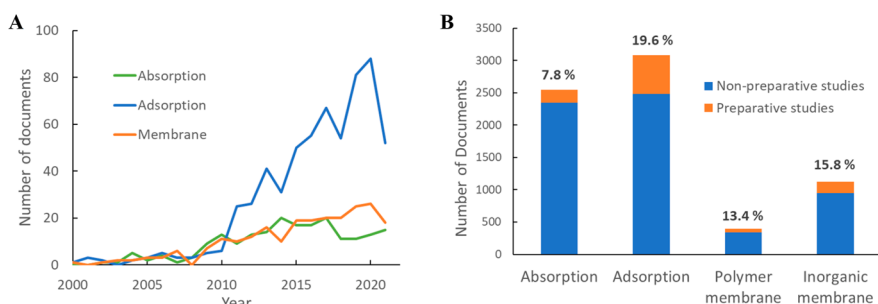 A
Number of documents
100
80
60
40
20
0
Absorption
Adsorption
Membrane
2000
2005
2010
2015
2020
Year
B
Number of Documents
3500
3000
2500
2000
1500
1000
500
0
7.8 %
19.6 %
13.4 %
15.8 %
Non-preparative studies
Preparative studies
Absorption
Adsorption
Polymer
membrane
Inorganic
membrane